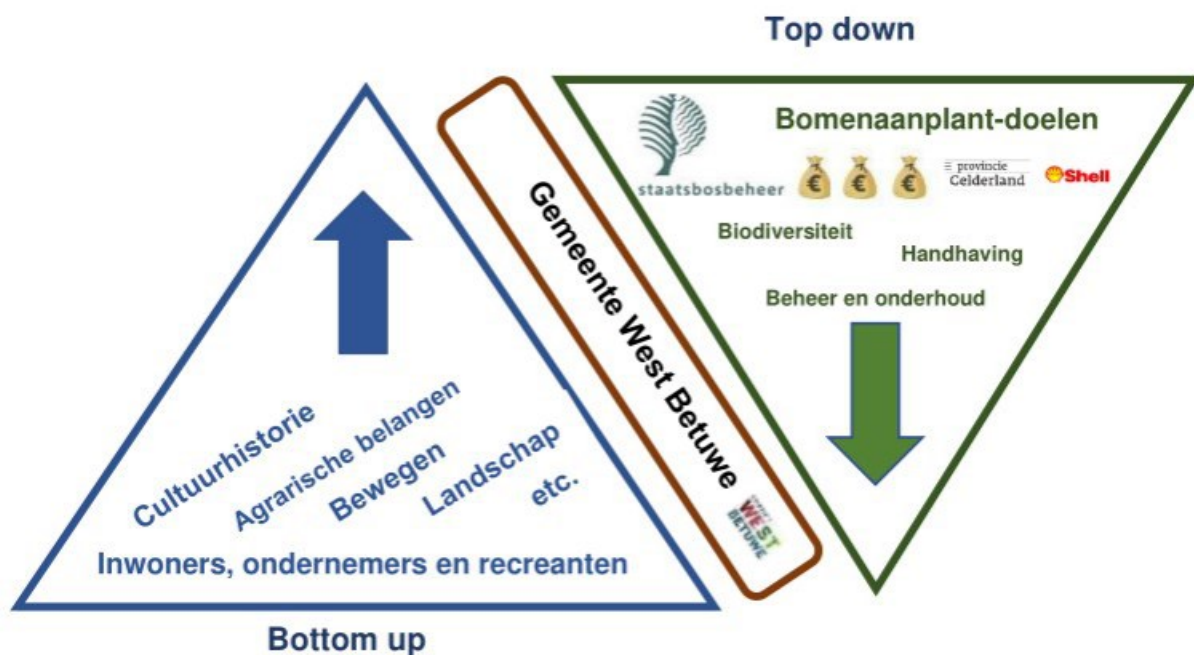 Top down
Bomenaanplant-doelen
staatsbosbeheer
€ € €
provincie
Gelderland
Shell
Biodiversiteit
Handhaving
Beheer en onderhoud
Gemeente West Betuwe
WEST
BETUWE
Cultuurhistorie
Agrarische belangen
Bewegen
Landschap
etc.
Inwoners, ondernemers en recreanten
Bottom up